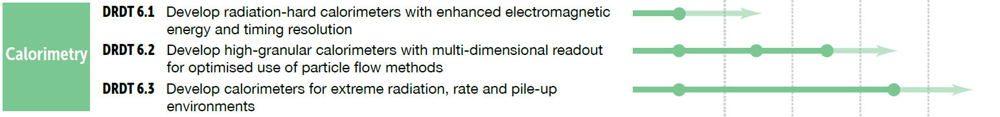 Calorimetry
DRDT 6.1 Develop radiation-hard calorimeters with enhanced electromagnetic
energy and timing resolution
DRDT 6.2 Develop high-granular calorimeters with multi-dimensional readout
for optimised use of particle flow methods
DRDT 6.3 Develop calorimeters for extreme radiation, rate and pile-up
environments